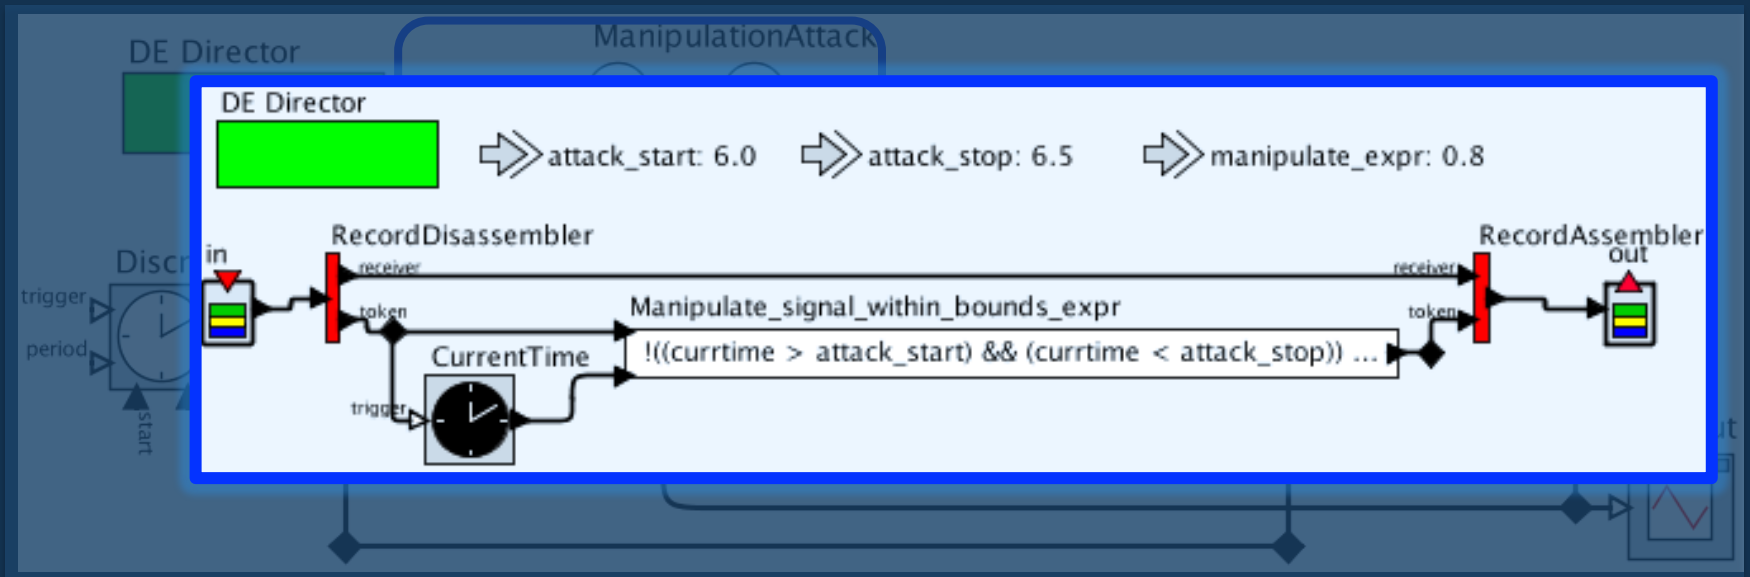 ManipulationAttack
DE Director
DE Director
attack_start: 6.0
attack_stop: 6.5
manipulate_expr: 0.8
RecordDisassembler
RecordAssembler
in
out
Discr
receiver
receiver
trigger
token
Manipulate_signal_within_bounds_expr
token
period
CurrentTime
!((currtime > attack_start) && (currtime < attack_stop)) ...
trigger
start